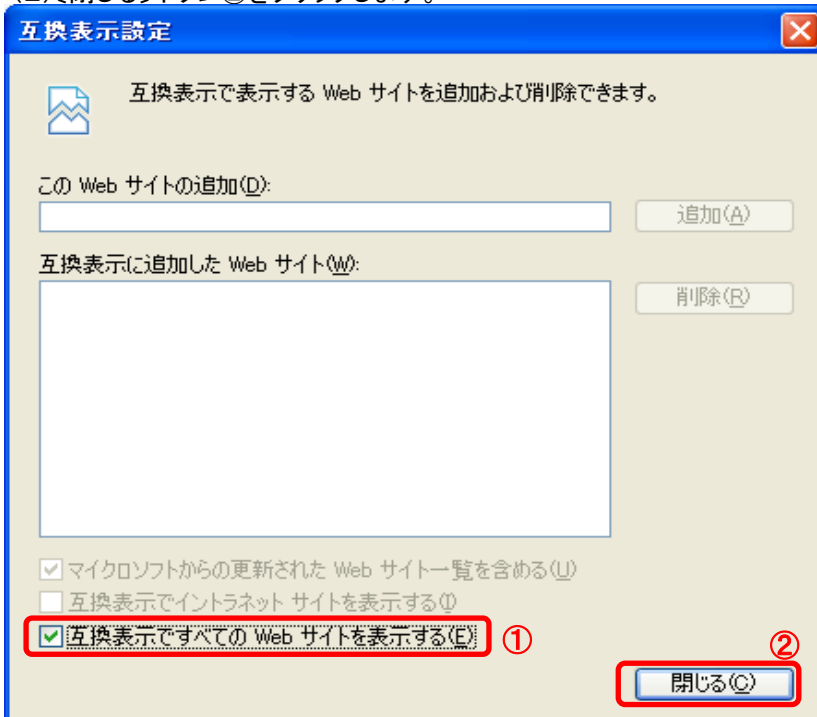 互換表示設定
互換表示で表示する Web サイトを追加および削除できます。
この Web サイトの追加(D):
追加(A)
互換表示に追加した Web サイト(W):
削除(R)
マイクロソフトからの更新された Web サイト一覧を含める(U)
互換表示でイントラネット サイトを表示する(I)
互換表示ですべての Web サイトを表示する(E) ①
②
閉じる(C)